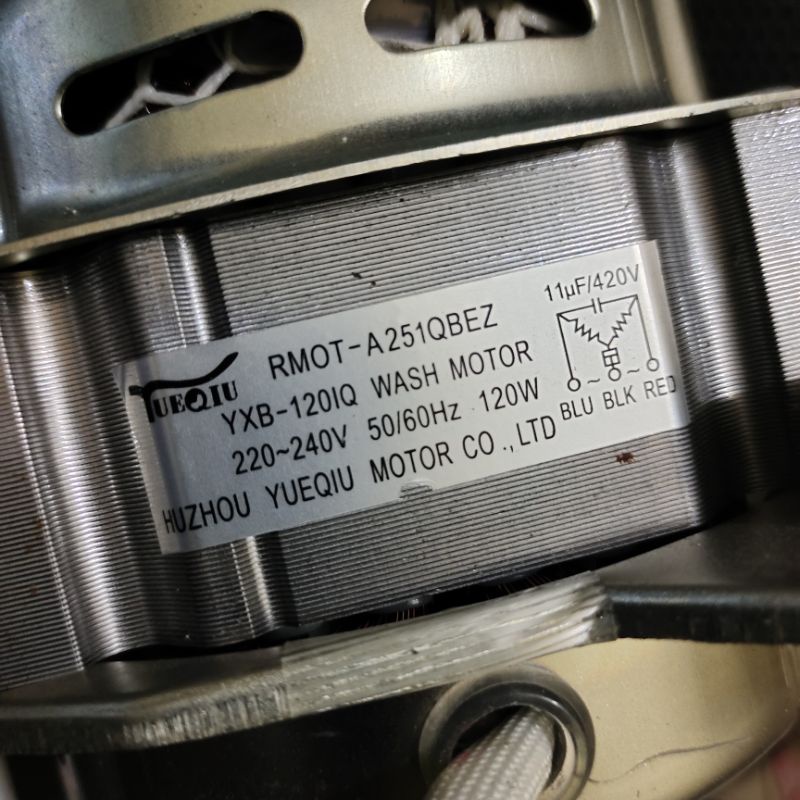 YUEQIU
RMOT-A251QBEZ
YXB-120IQ WASH MOTOR
220~240V 50/60Hz 120W
HUZHOU YUEQIU MOTOR CO.,LTD
11μF/420V
~ ~
BLU BLK RED